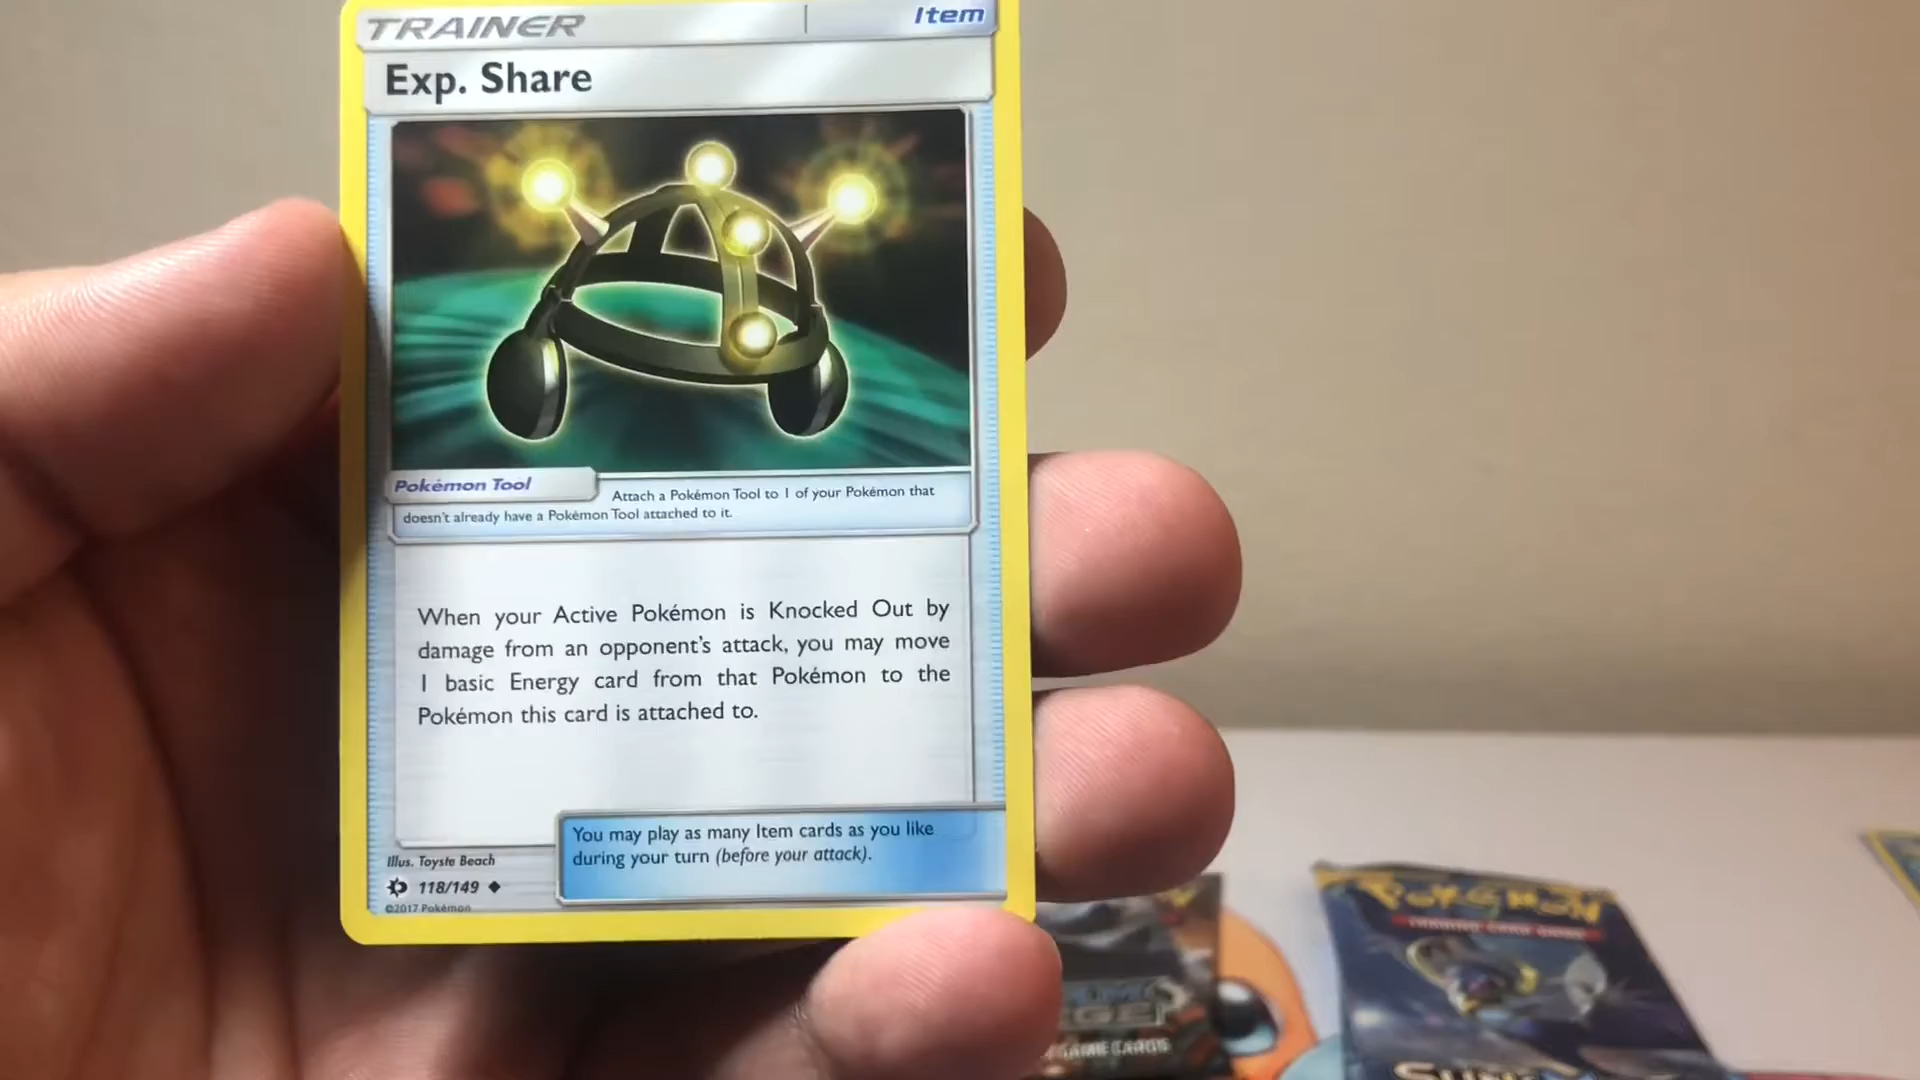 TRAINER Item
Exp. Share
Pokémon Tool
Attach a Pokémon Tool to 1 of your Pokémon that
doesn't already have a Pokémon Tool attached to it.
When your Active Pokémon is Knocked Out by
damage from an opponent's attack, you may move
1 basic Energy card from that Pokémon to the
Pokémon this card is attached to.
You may play as many Item cards as you like
during your turn (before your attack).
Illus. Toyste Beach
118/149
©2017 Pokémon
POKÉMON
TRADING CARD GAME
GAME CARDS